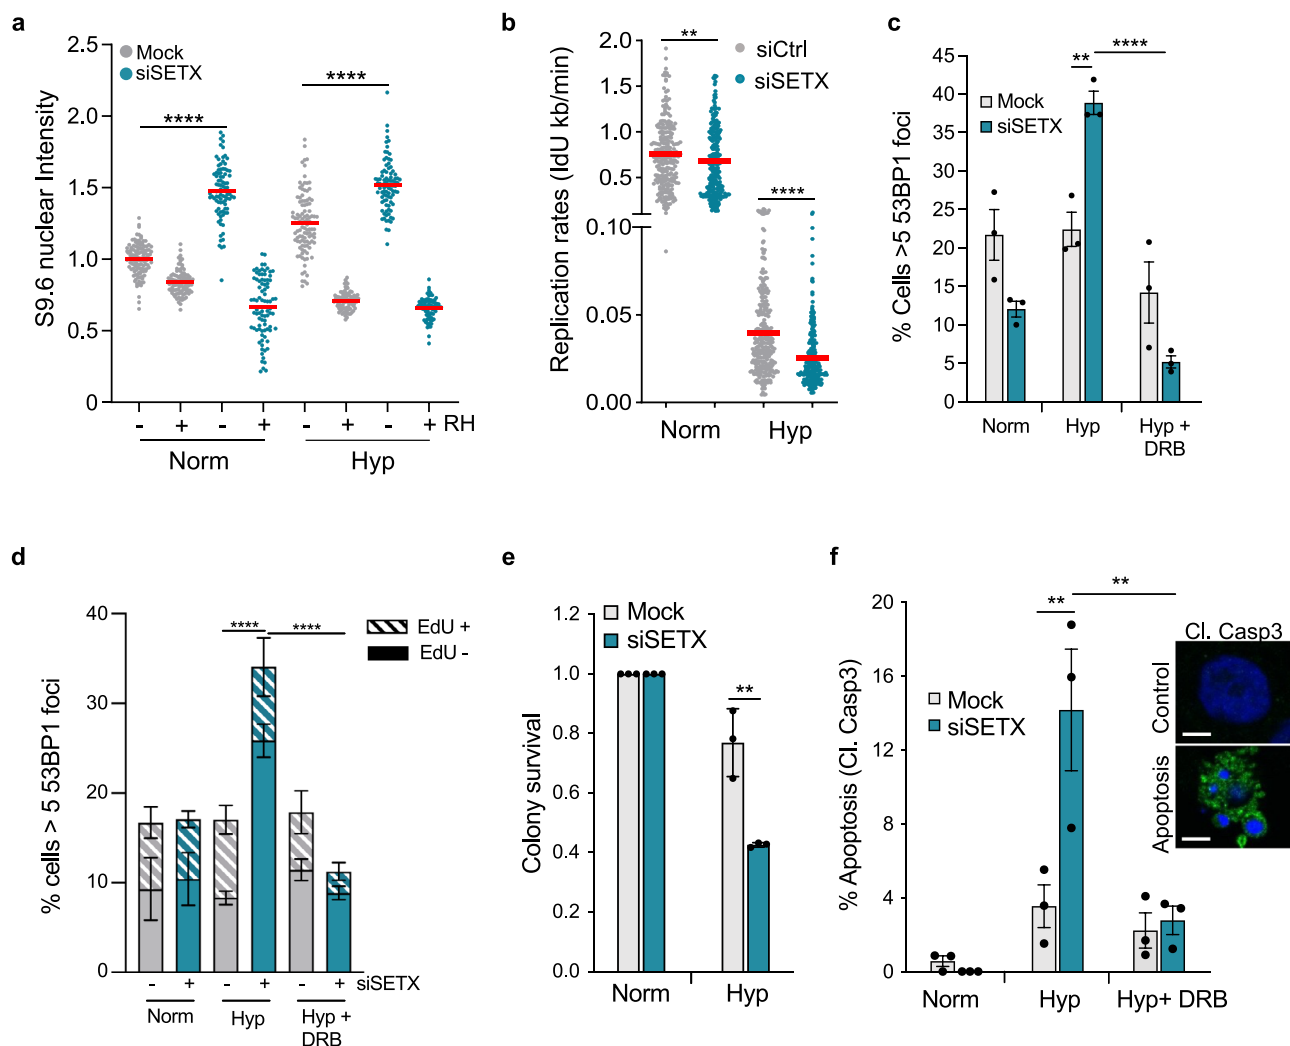 a
Mock
siSETX
S9.6 nuclear Intensity
2.5
2.0
1.5
1.0
0.5
0
****
****
- + - + - + - + RH
Norm Hyp
b
siCtrl
siSETX
Replication rates (IdU kb/min)
2.0
1.5
1.0
0.5
0.10
0.05
0.00
**
****
Norm Hyp
c
Mock
siSETX
% Cells >5 53BP1 foci
45
40
35
30
25
20
15
10
5
0
**
****
Norm Hyp Hyp +
DRB
d
EdU +
EdU -
% cells > 5 53BP1 foci
40
30
20
10
0
****
****
- + - + - + siSETX
Norm Hyp Hyp +
DRB
e
Mock
siSETX
Colony survival
1.2
1.0
0.8
0.6
0.4
0.2
0.0
**
Norm Hyp
f
Mock
siSETX
% Apoptosis (Cl. Casp3)
20
16
12
8
4
0
**
**
Norm Hyp Hyp+ DRB
Cl. Casp3
Control
Apoptosis